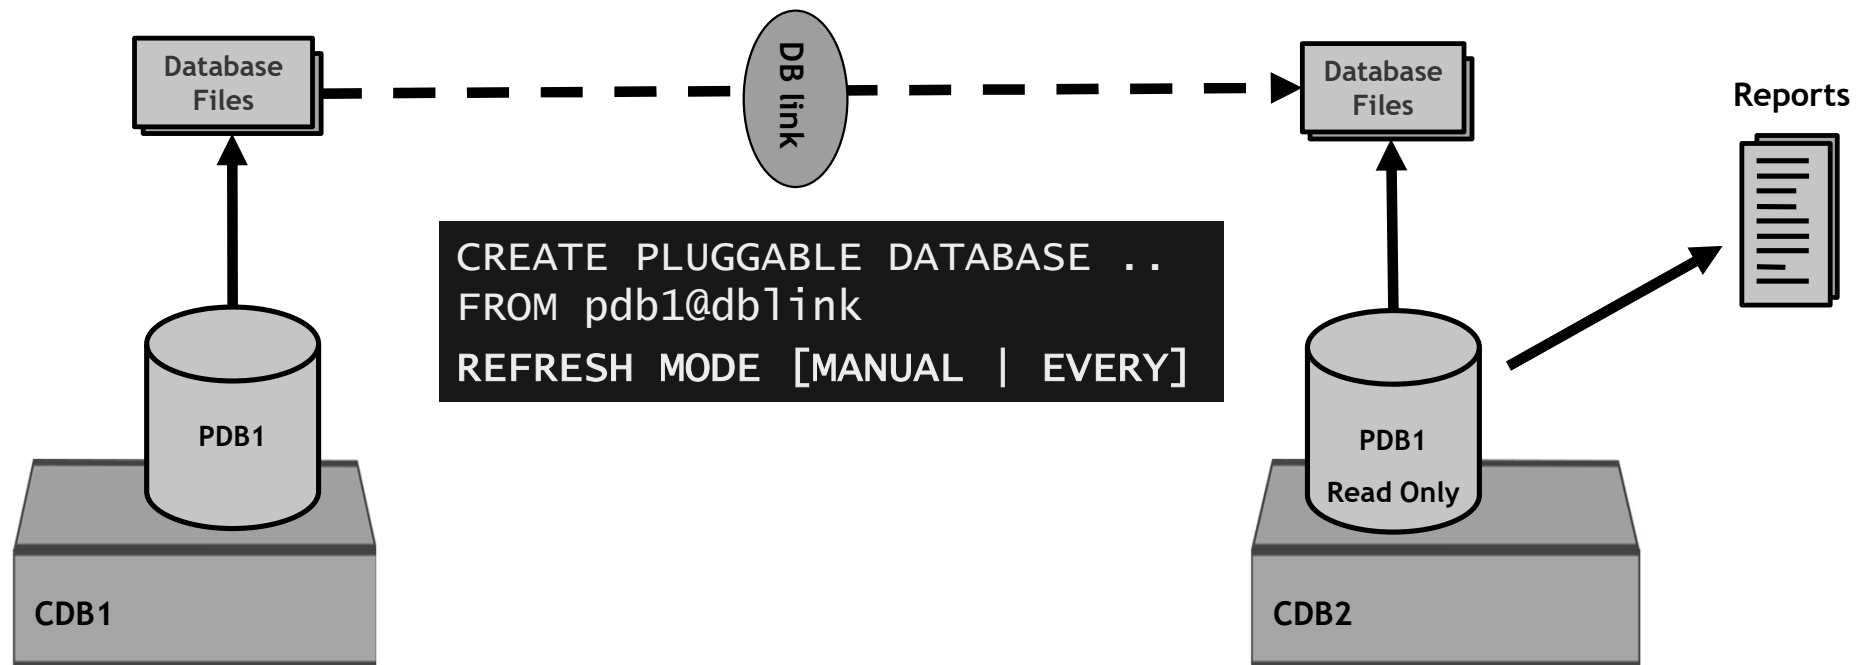 Database
Files
DB link
Database
Files
Reports
CREATE PLUGGABLE DATABASE ..
FROM pdb1@dblink
REFRESH MODE [MANUAL | EVERY]
PDB1
PDB1
Read Only
CDB1
CDB2